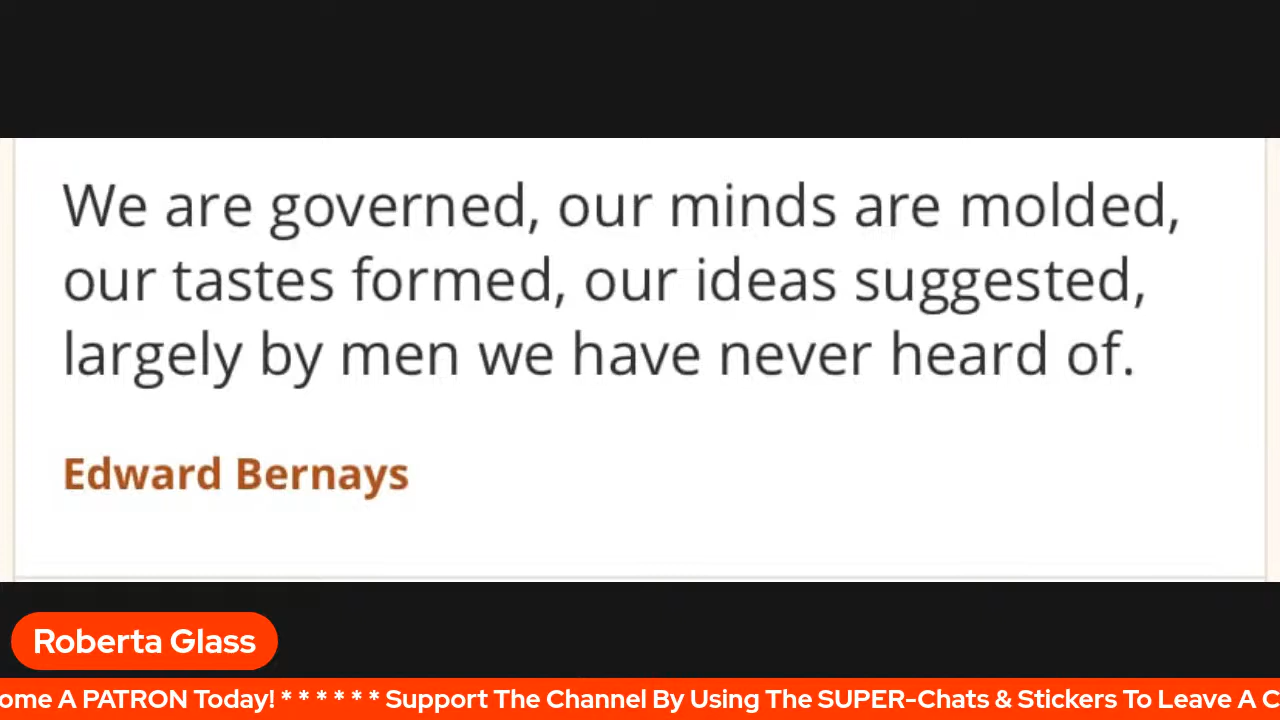 We are governed, our minds are molded,
our tastes formed, our ideas suggested,
largely by men we have never heard of.
Edward Bernays
Roberta Glass
ome A PATRON Today! * * * * * * Support The Channel By Using The SUPER-Chats & Stickers To Leave A C